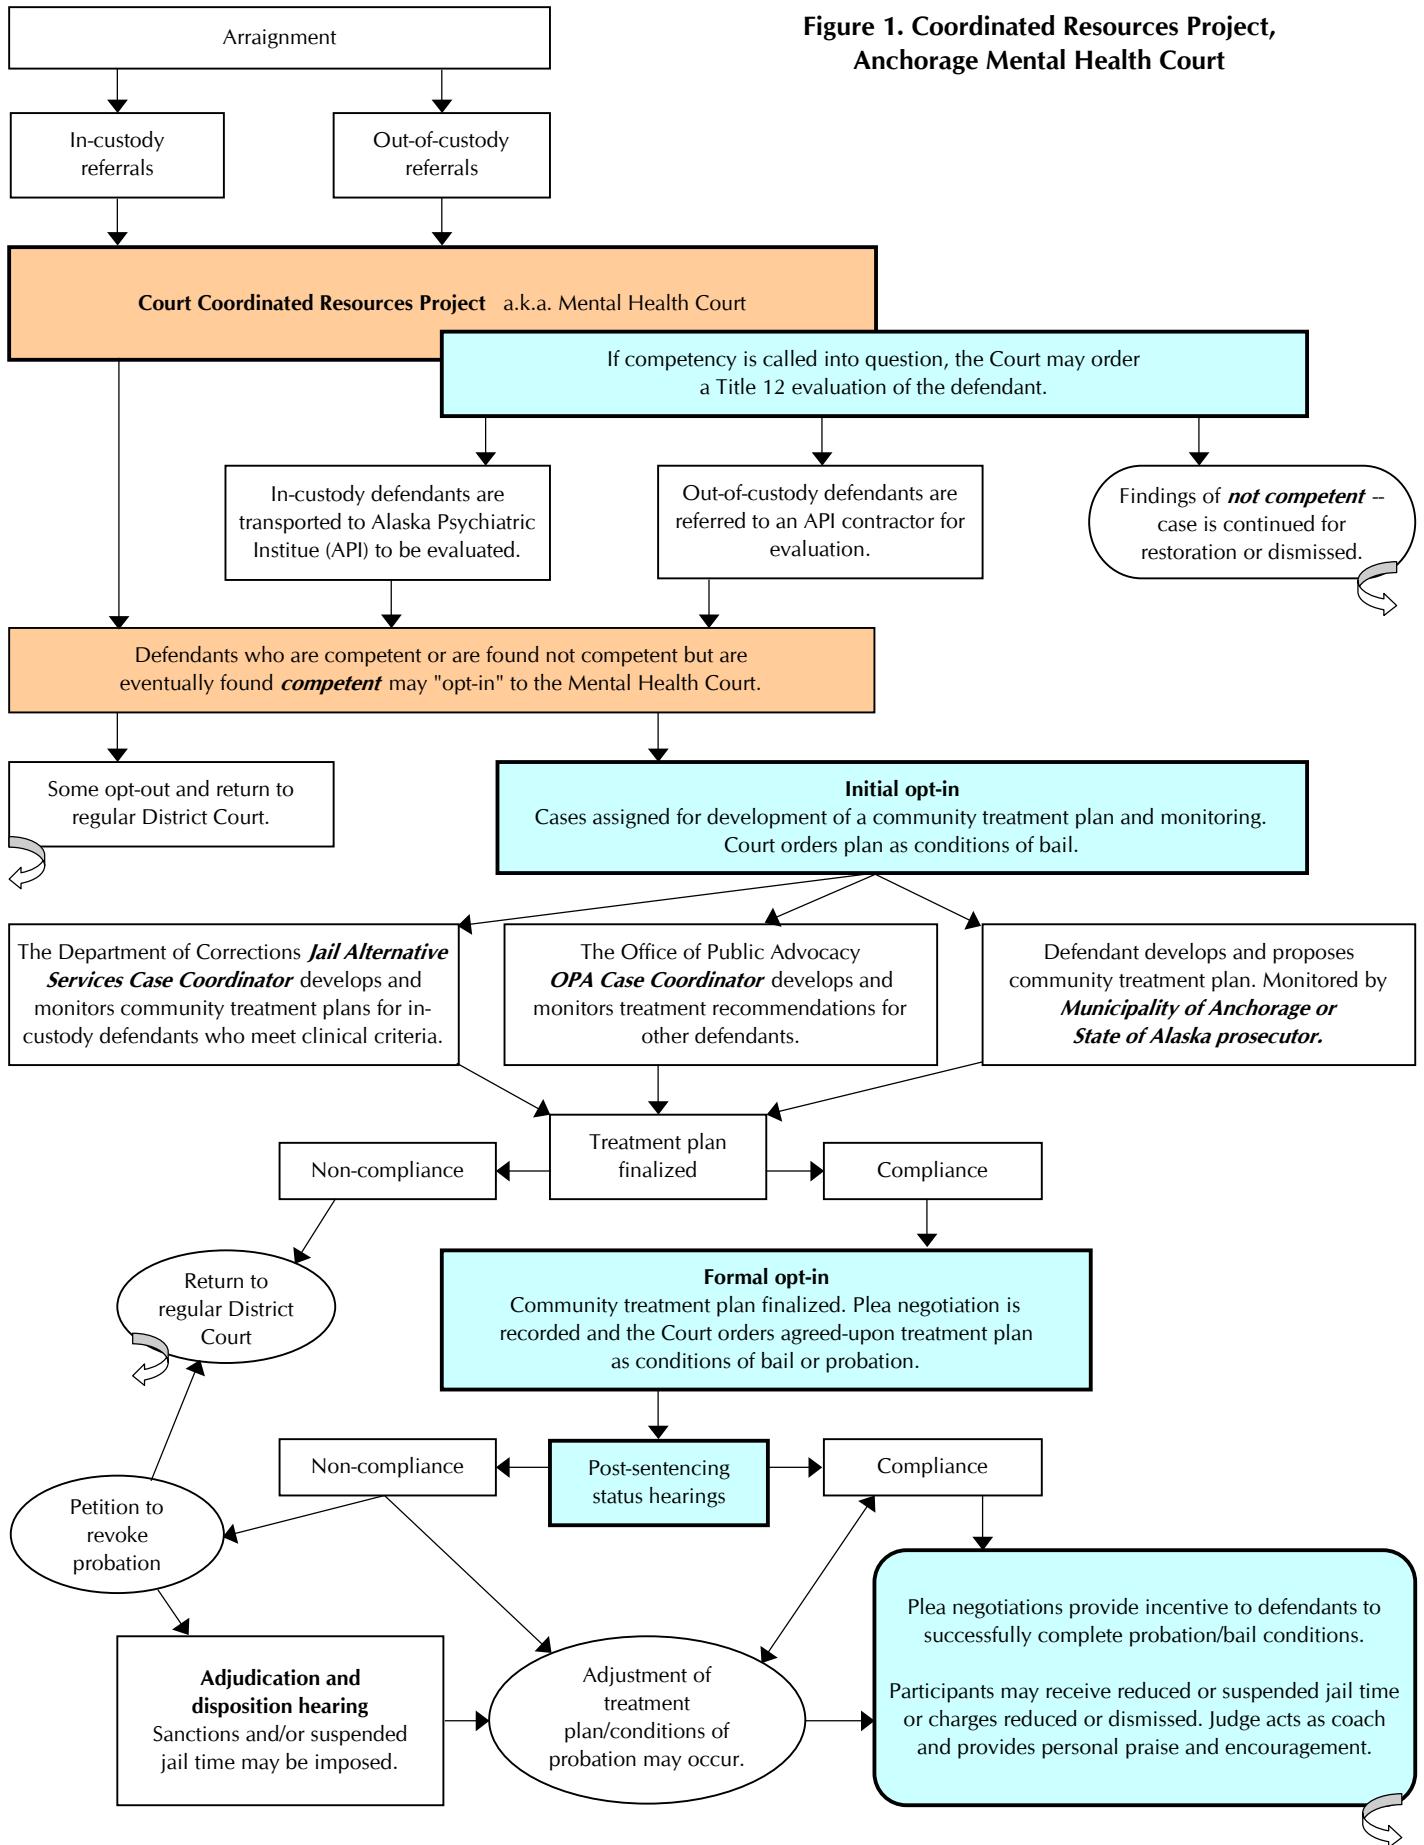 Figure 1. Coordinated Resources Project,
Anchorage Mental Health Court
Arraignment
In-custody
referrals
Out-of-custody
referrals
Court Coordinated Resources Project a.k.a. Mental Health Court
If competency is called into question, the Court may order
a Title 12 evaluation of the defendant.
In-custody defendants are
transported to Alaska Psychiatric
Institue (API) to be evaluated.
Out-of-custody defendants are
referred to an API contractor for
evaluation.
Findings of not competent --
case is continued for
restoration or dismissed.
Defendants who are competent or are found not competent but are
eventually found competent may "opt-in" to the Mental Health Court.
Some opt-out and return to
regular District Court.
Initial opt-in
Cases assigned for development of a community treatment plan and monitoring.
Court orders plan as conditions of bail.
The Department of Corrections Jail Alternative
Services Case Coordinator develops and
monitors community treatment plans for in-
custody defendants who meet clinical criteria.
The Office of Public Advocacy
OPA Case Coordinator develops and
monitors treatment recommendations for
other defendants.
Defendant develops and proposes
community treatment plan. Monitored by
Municipality of Anchorage or
State of Alaska prosecutor.
Non-compliance
Treatment plan
finalized
Compliance
Return to
regular District
Court
Formal opt-in
Community treatment plan finalized. Plea negotiation is
recorded and the Court orders agreed-upon treatment plan
as conditions of bail or probation.
Non-compliance
Post-sentencing
status hearings
Compliance
Petition to
revoke
probation
Adjudication and
disposition hearing
Sanctions and/or suspended
jail time may be imposed.
Adjustment of
treatment
plan/conditions of
probation may occur.
Plea negotiations provide incentive to defendants to
successfully complete probation/bail conditions.
Participants may receive reduced or suspended jail time
or charges reduced or dismissed. Judge acts as coach
and provides personal praise and encouragement.